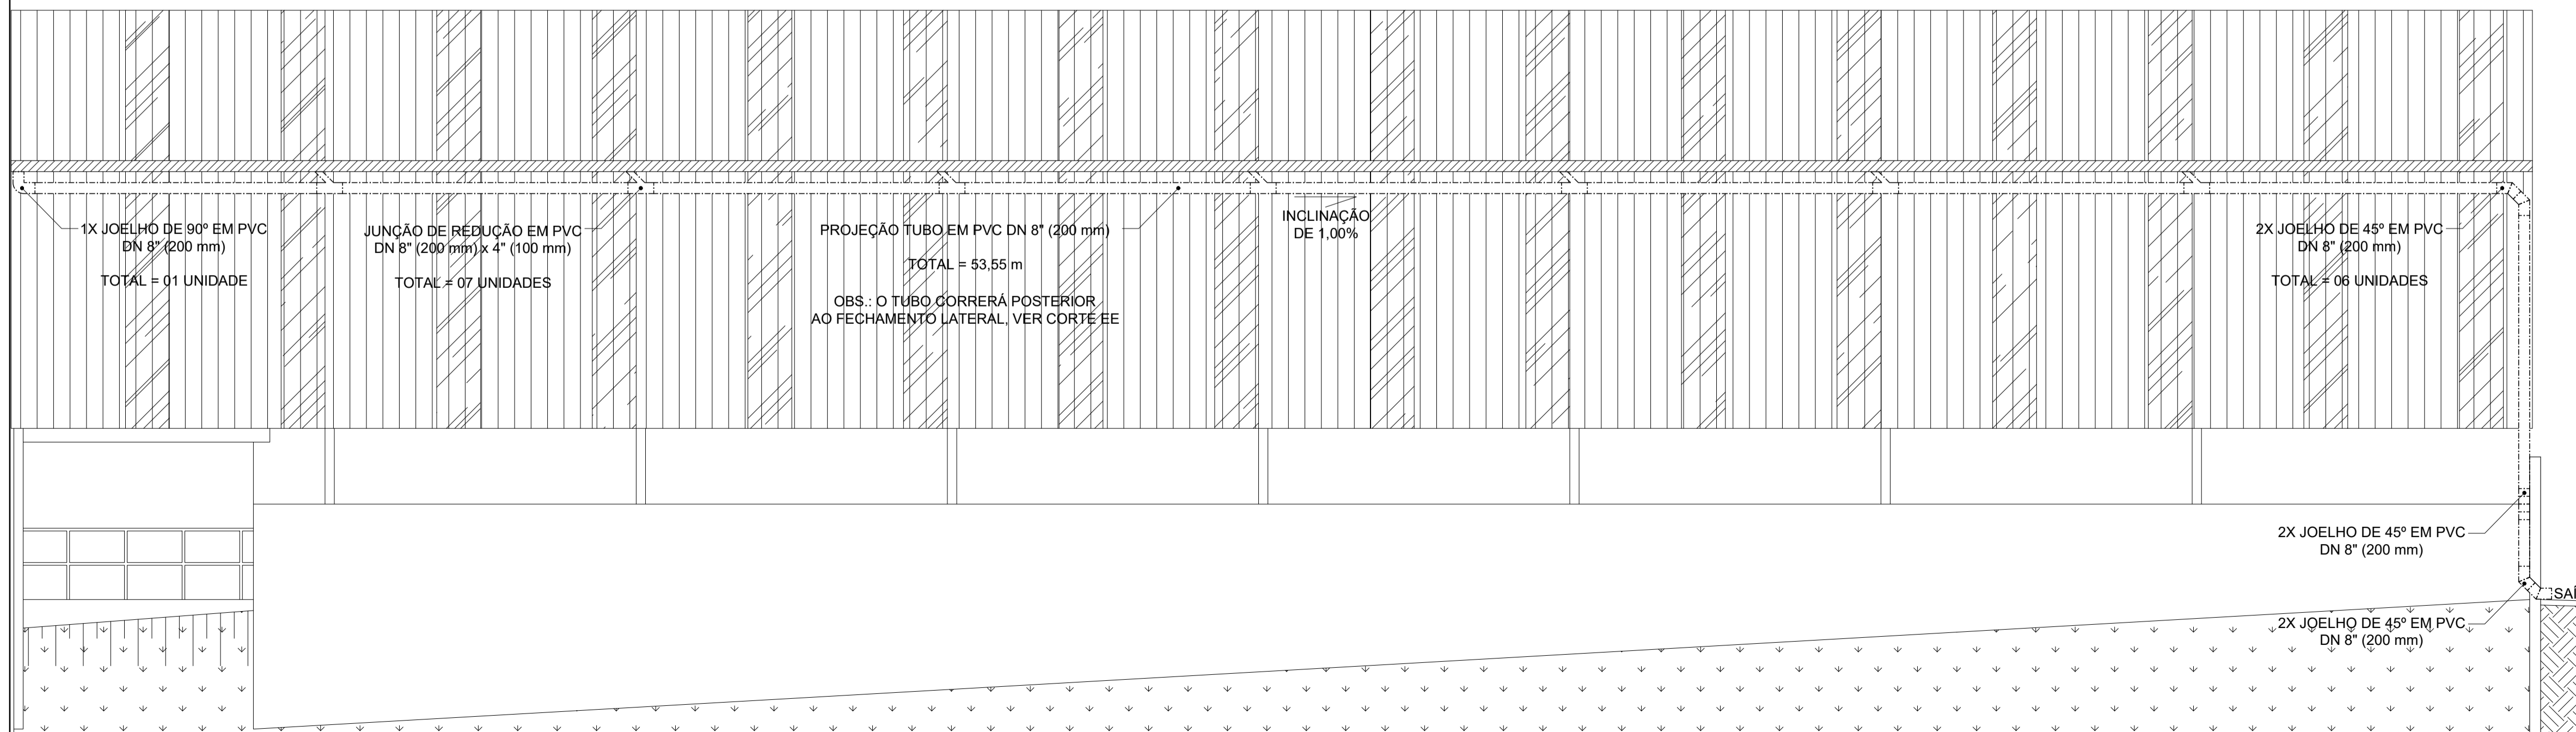 1X JOELHO DE 90º EM PVC
DN 8" (200 mm)
TOTAL = 01 UNIDADE
JUNÇÃO DE REDUÇÃO EM PVC
DN 8" (200 mm) x 4" (100 mm)
TOTAL = 07 UNIDADES
PROJEÇÃO TUBO EM PVC DN 8" (200 mm)
TOTAL = 53,55 m
OBS.: O TUBO CORRERÁ POSTERIOR
AO FECHAMENTO LATERAL, VER CORTE EE
INCLINAÇÃO
DE 1,00%
2X JOELHO DE 45º EM PVC
DN 8" (200 mm)
TOTAL = 06 UNIDADES
2X JOELHO DE 45º EM PVC
DN 8" (200 mm)
2X JOELHO DE 45º EM PVC
DN 8" (200 mm)